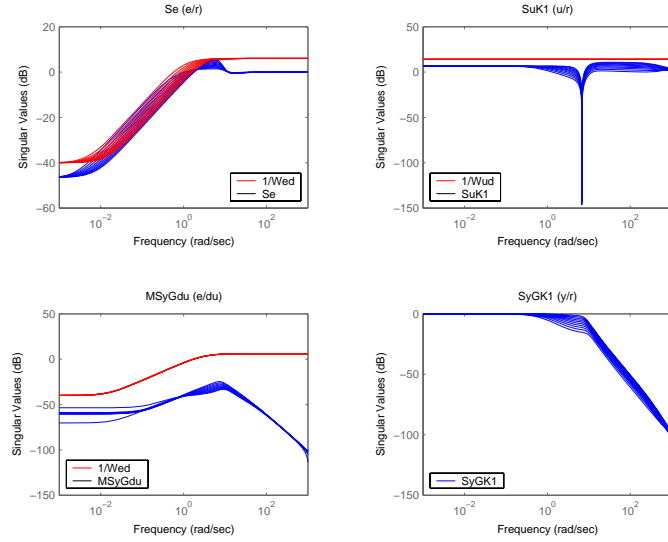 Se (e/r)
20
0
−20
−40
−60
Singular Values (dB)
1/Wed
Se
10^-2
10^0
10^2
Frequency (rad/sec)
SuK1 (u/r)
50
0
−50
−100
−150
Singular Values (dB)
1/Wud
SuK1
10^-2
10^0
10^2
Frequency (rad/sec)
MSyGdu (e/du)
50
0
−50
−100
−150
Singular Values (dB)
1/Wed
MSyGdu
10^-2
10^0
10^2
Frequency (rad/sec)
SyGK1 (y/r)
0
−50
−100
−150
Singular Values (dB)
SyGK1
10^-2
10^0
10^2
Frequency (rad/sec)